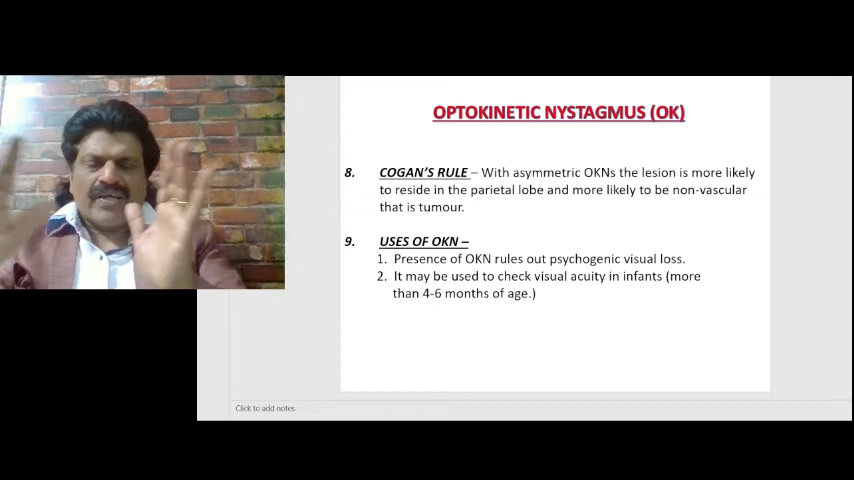 OPTOKINETIC NYSTAGMUS (OK)
8. COGAN'S RULE – With asymmetric OKNs the lesion is more likely
to reside in the parietal lobe and more likely to be non-vascular
that is tumour.
9. USES OF OKN –
1. Presence of OKN rules out psychogenic visual loss.
2. It may be used to check visual acuity in infants (more
than 4-6 months of age.)
Click to add notes